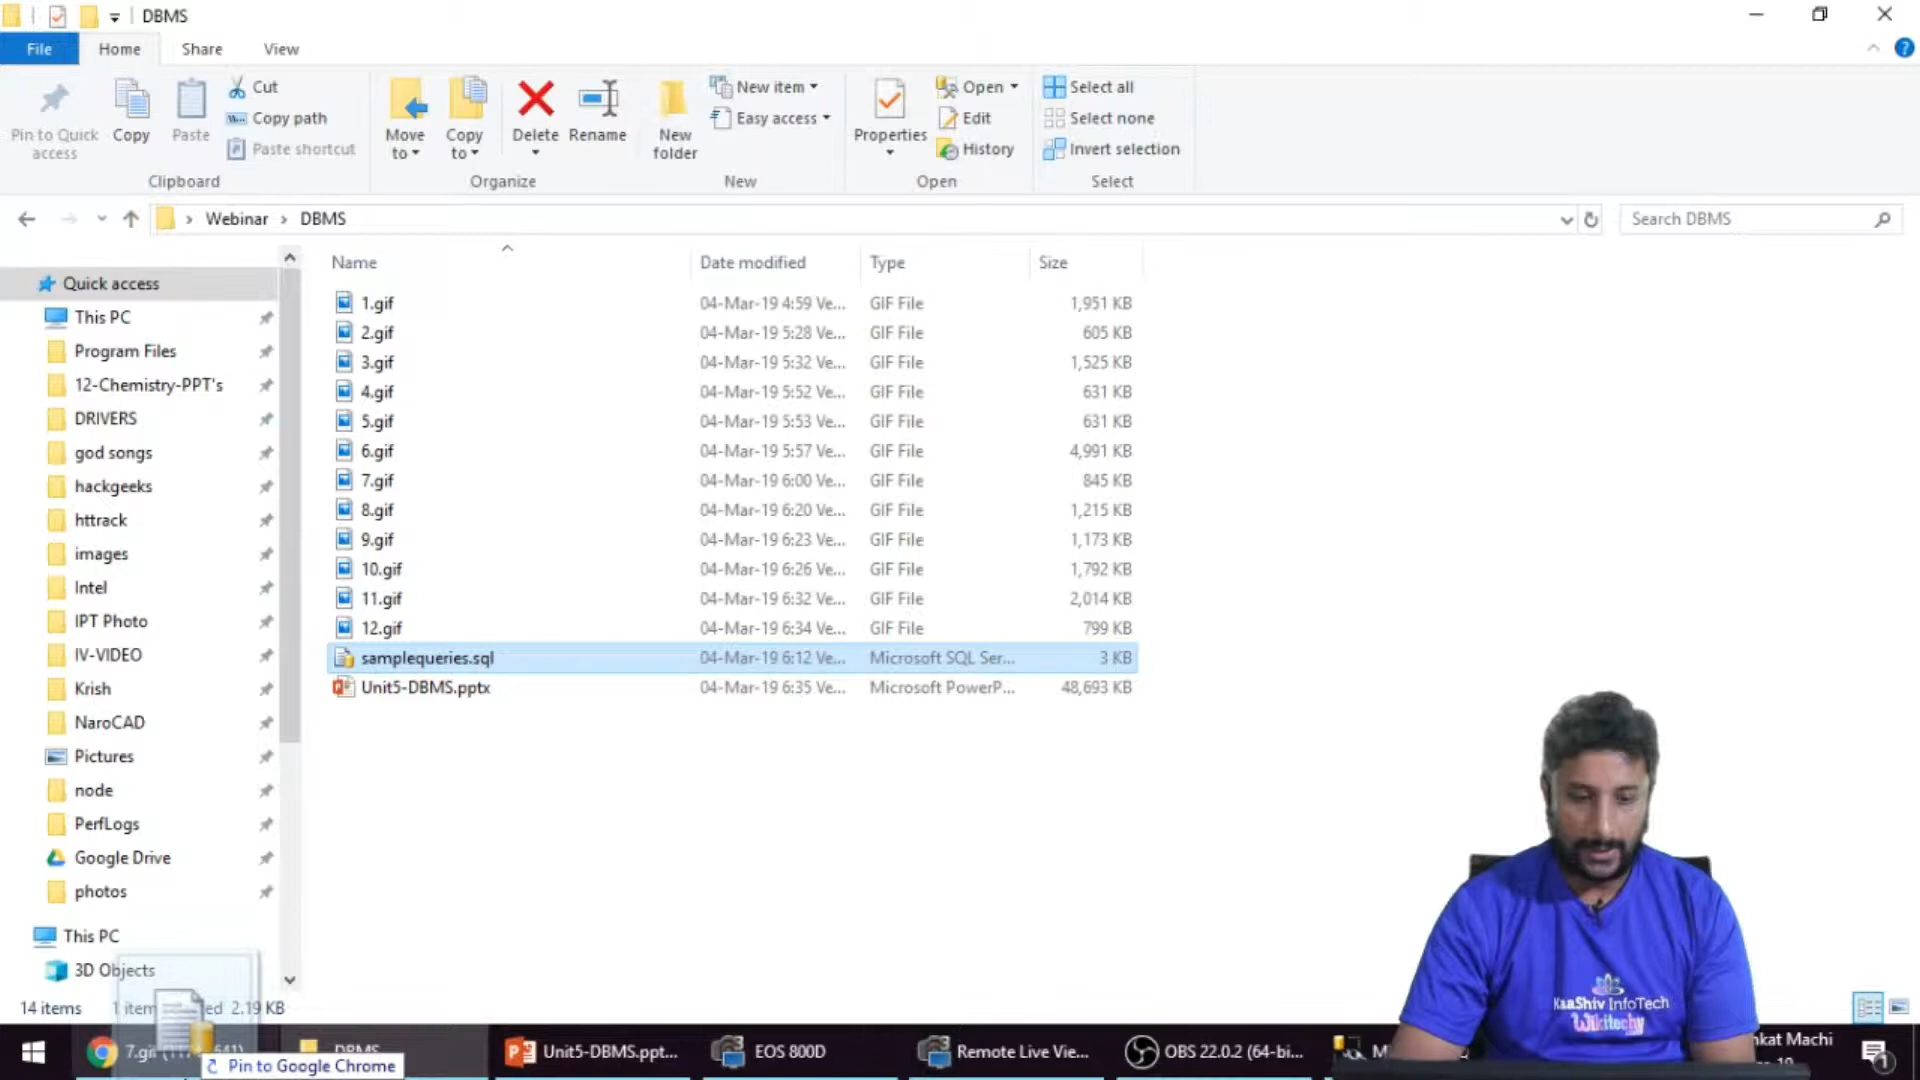 DBMS
File Home Share View
Pin to Quick access
Copy
Paste
Cut
Copy path
Paste shortcut
Clipboard
Move to
Copy to
Delete
Rename
Organize
New folder
New item
Easy access
New
Properties
Open
Edit
History
Open
Select all
Select none
Invert selection
Select
Webinar DBMS
Search DBMS
Name Date modified Type Size
Quick access
This PC
Program Files
12-Chemistry-PPT's
DRIVERS
god songs
hackgeeks
httrack
images
Intel
IPT Photo
IV-VIDEO
Krish
NaroCAD
Pictures
node
PerfLogs
Google Drive
photos
This PC
3D Objects
1.gif 04-Mar-19 4:59 Ve... GIF File 1,951 KB
2.gif 04-Mar-19 5:28 Ve... GIF File 605 KB
3.gif 04-Mar-19 5:32 Ve... GIF File 1,525 KB
4.gif 04-Mar-19 5:52 Ve... GIF File 631 KB
5.gif 04-Mar-19 5:53 Ve... GIF File 631 KB
6.gif 04-Mar-19 5:57 Ve... GIF File 4,991 KB
7.gif 04-Mar-19 6:00 Ve... GIF File 845 KB
8.gif 04-Mar-19 6:20 Ve... GIF File 1,215 KB
9.gif 04-Mar-19 6:23 Ve... GIF File 1,173 KB
10.gif 04-Mar-19 6:26 Ve... GIF File 1,792 KB
11.gif 04-Mar-19 6:32 Ve... GIF File 2,014 KB
12.gif 04-Mar-19 6:34 Ve... GIF File 799 KB
samplequeries.sql 04-Mar-19 6:12 Ve... Microsoft SQL Ser... 3 KB
Unit5-DBMS.pptx 04-Mar-19 6:35 Ve... Microsoft PowerP... 48,693 KB
KaaShiv InfoTech
Wikitechy
14 items 2.19 KB
DBMS
Unit5-DBMS.ppt...
EOS 800D
Remote Live Vie...
OBS 22.0.2 (64-bi...
Machi
1
Pin to Google Chrome